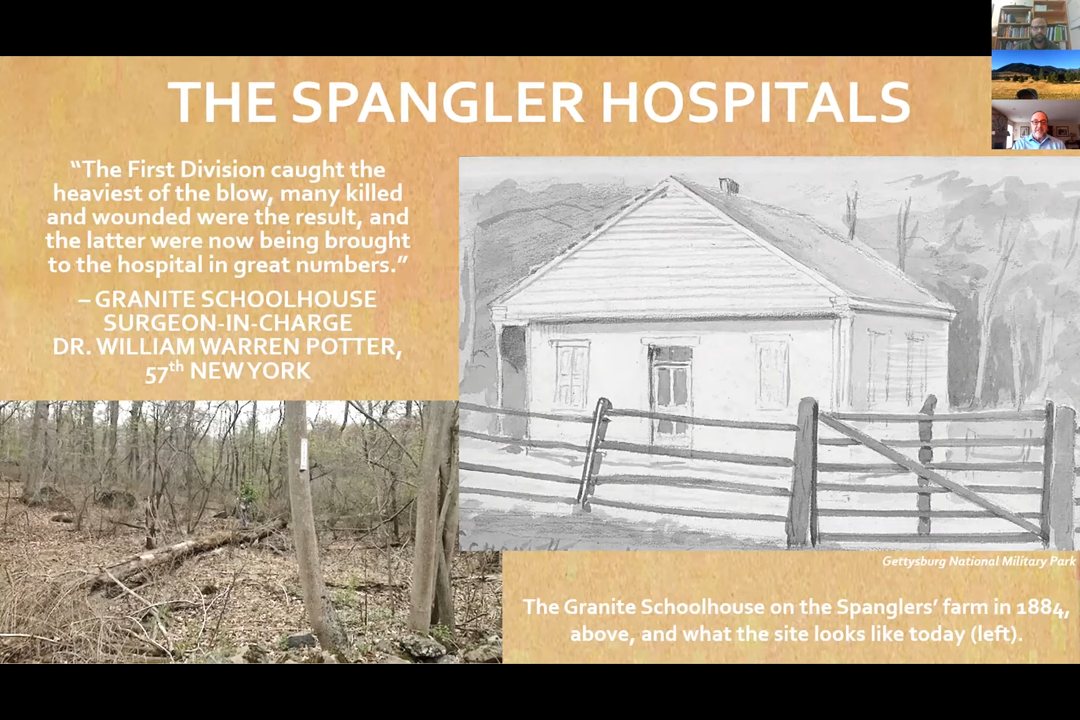 THE SPANGLER HOSPITALS
“The First Division caught the
heaviest of the blow, many killed
and wounded were the result, and
the latter were now being brought
to the hospital in great numbers.”
– GRANITE SCHOOLHOUSE
SURGEON-IN-CHARGE
DR. WILLIAM WARREN POTTER,
57th NEW YORK
Gettysburg National Military Park
The Granite Schoolhouse on the Spanglers’ farm in 1884,
above, and what the site looks like today (left).